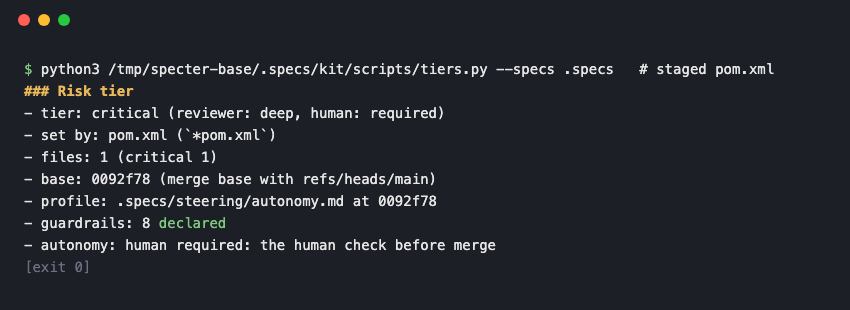 $ python3 /tmp/specter-base/.specs/kit/scripts/tiers.py --specs .specs   # staged pom.xml
### Risk tier
- tier: critical (reviewer: deep, human: required)
- set by: pom.xml (`*pom.xml`)
- files: 1 (critical 1)
- base: 0092f78 (merge base with refs/heads/main)
- profile: .specs/steering/autonomy.md at 0092f78
- guardrails: 8 declared
- autonomy: human required: the human check before merge
[exit 0]